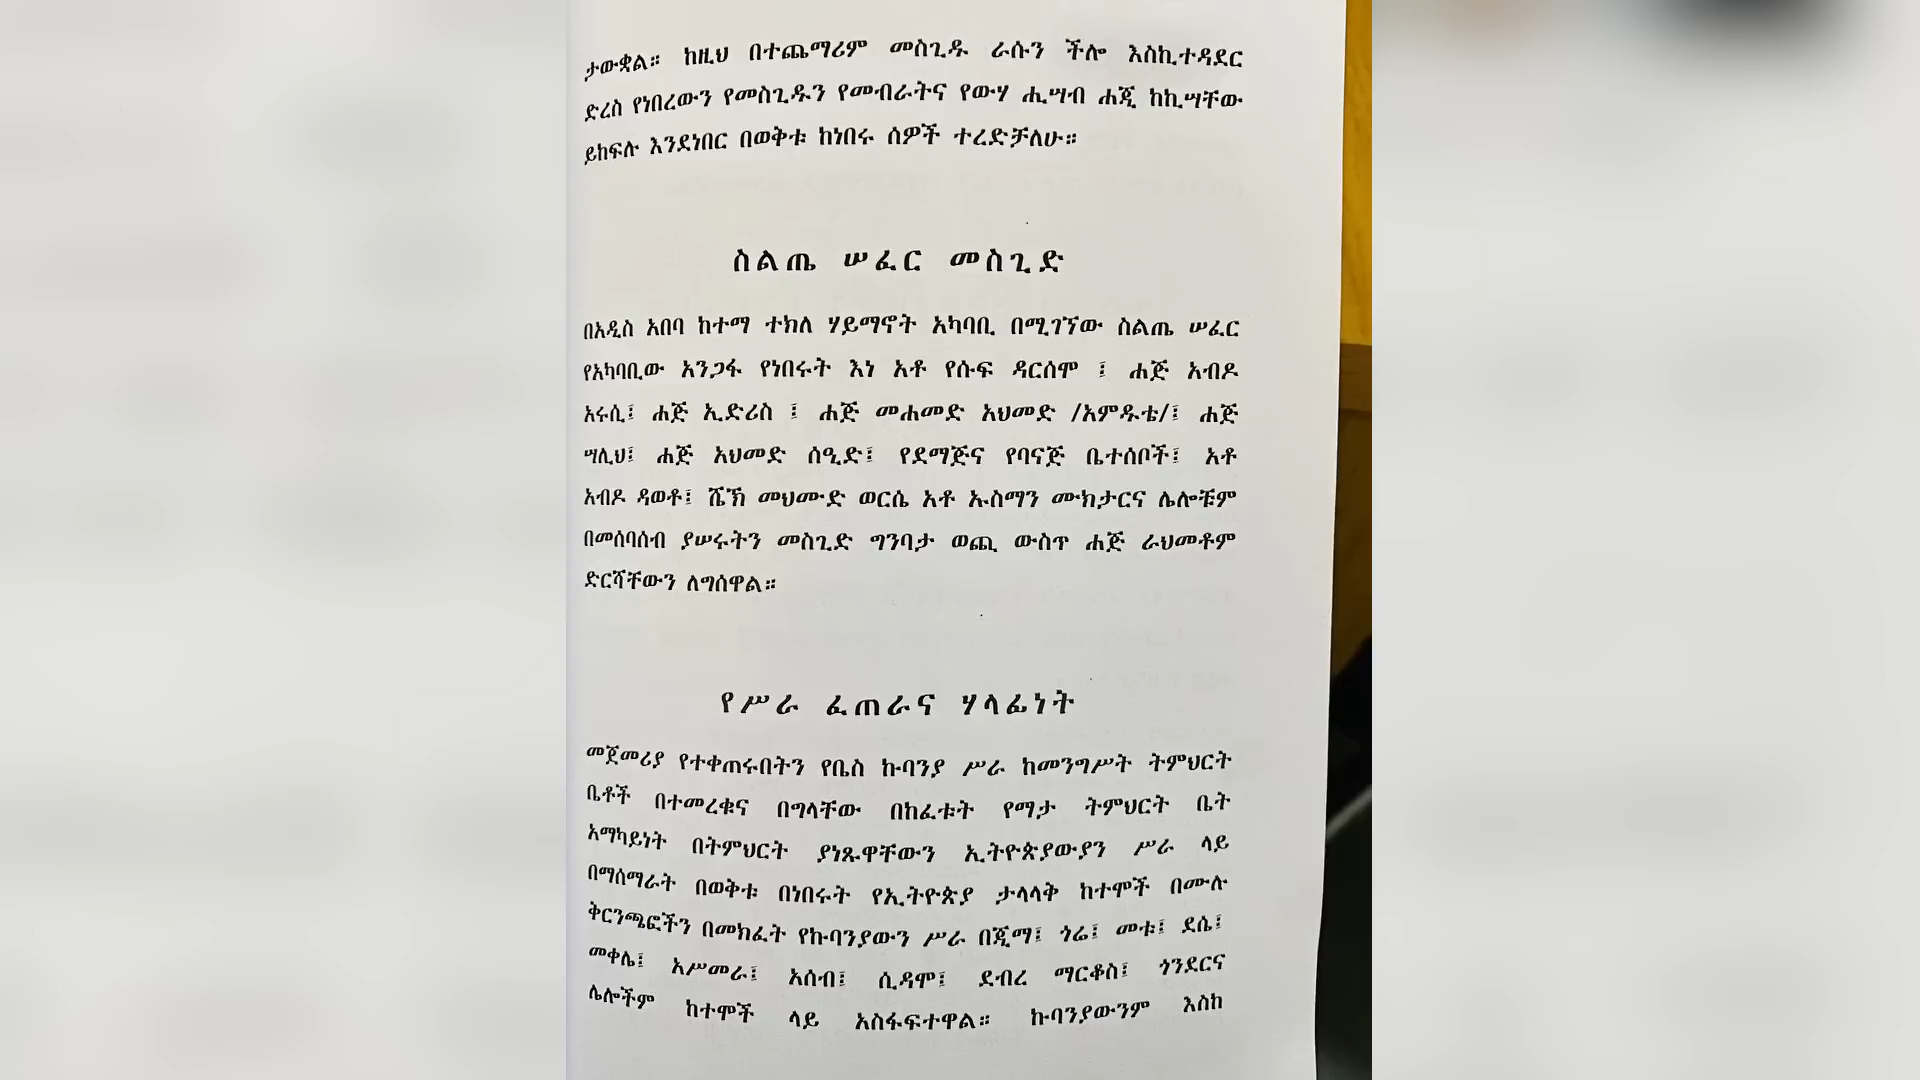 ታውቋል። ከዚህ በተጨማሪም መስጊዱ ራሱን ችሎ እስኪተዳደር
ድረስ የነበረውን የመስጊዱን የመብራትና የውሃ ሒሣብ ሐጂ ከኪሣቸው
ይከፍሉ እንደነበር በወቅቱ ከነበሩ ሰዎች ተረድቻለሁ።
ስልጤ ሠፈር መስጊድ
በአዲስ አበባ ከተማ ተክለ ሃይማኖት አካባቢ በሚገኘው ስልጤ ሠፈር
የአካባቢው አንጋፋ የነበሩት እነ አቶ የሱፍ ዳርሰሞ ፤ ሐጅ አብዶ
አሩሲ፤ ሐጅ ኢድሪስ ፤ ሐጅ መሐመድ አህመድ /አምዱቴ/፤ ሐጅ
ሣሊህ፤ ሐጅ አህመድ ሰዒድ፤ የደማጅና የባናጅ ቤተሰቦች፤ አቶ
አብዶ ዳወቶ፤ ሼኽ መህሙድ ወርሴ አቶ ኡስማን ሙክታርና ሌሎቹም
በመሰባሰብ ያሠሩትን መስጊድ ግንባታ ወጪ ውስጥ ሐጅ ራህመቶም
ድርሻቸውን ለግሰዋል።
የሥራ ፈጠራና ሃላፊነት
መጀመሪያ የተቀጠሩበትን የቤስ ኩባንያ ሥራ ከመንግሥት ትምህርት
ቤቶች በተመረቁና በግላቸው በከፈቱት የማታ ትምህርት ቤት
አማካይነት በትምህርት ያነጹዋቸውን ኢትዮጵያውያን ሥራ ላይ
በማሰማራት በወቅቱ በነበሩት የኢትዮጵያ ታላላቅ ከተሞች በሙሉ
ቅርንጫፎችን በመክፈት የኩባንያውን ሥራ በጂማ፤ ጎሬ፤ መቱ፤ ደሴ፤
መቀሌ፤ አሥመራ፤ አሰብ፤ ሲዳሞ፤ ደብረ ማርቆስ፤ ጎንደርና
ሌሎችም ከተሞች ላይ አስፋፍተዋል። ኩባንያውንም እስከ